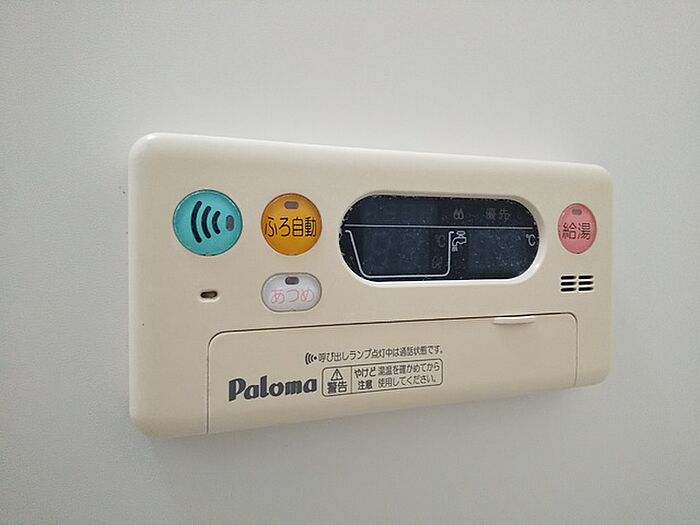 優先
ふろ自動
給湯
℃
℃
あつめ
呼び出しランプ点灯中は通話状態です。
Paloma
警告
やけど注意
湯温を確かめてから
使用してください。